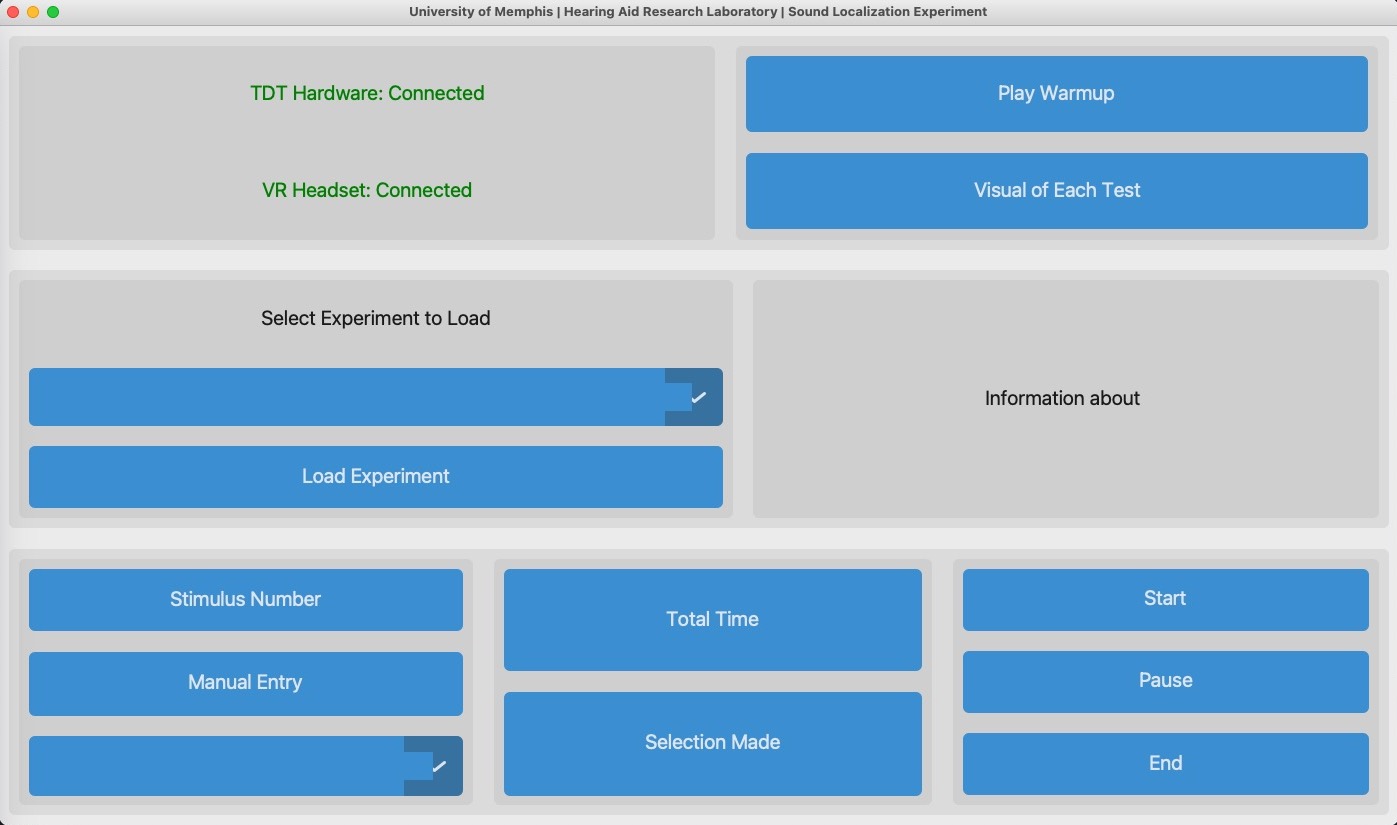 University of Memphis | Hearing Aid Research Laboratory | Sound Localization Experiment
TDT Hardware: Connected
VR Headset: Connected
Play Warmup
Visual of Each Test
Select Experiment to Load
Load Experiment
Information about
Stimulus Number
Manual Entry
Total Time
Selection Made
Start
Pause
End